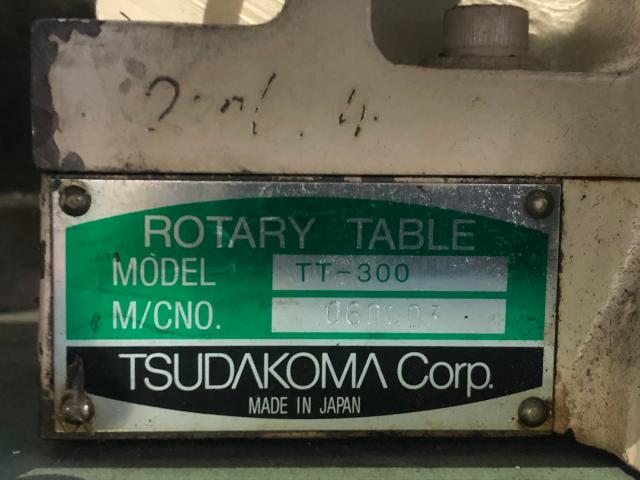 ROTARY TABLE
MODEL TT-300
M/CNO.
TSUDAKOMA Corp.
MADE IN JAPAN